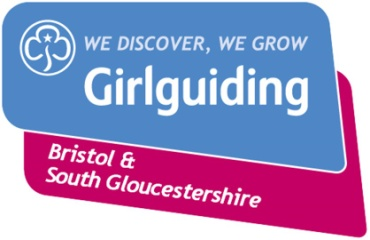 WE DISCOVER, WE GROW
Girlguiding
Bristol &
South Gloucestershire